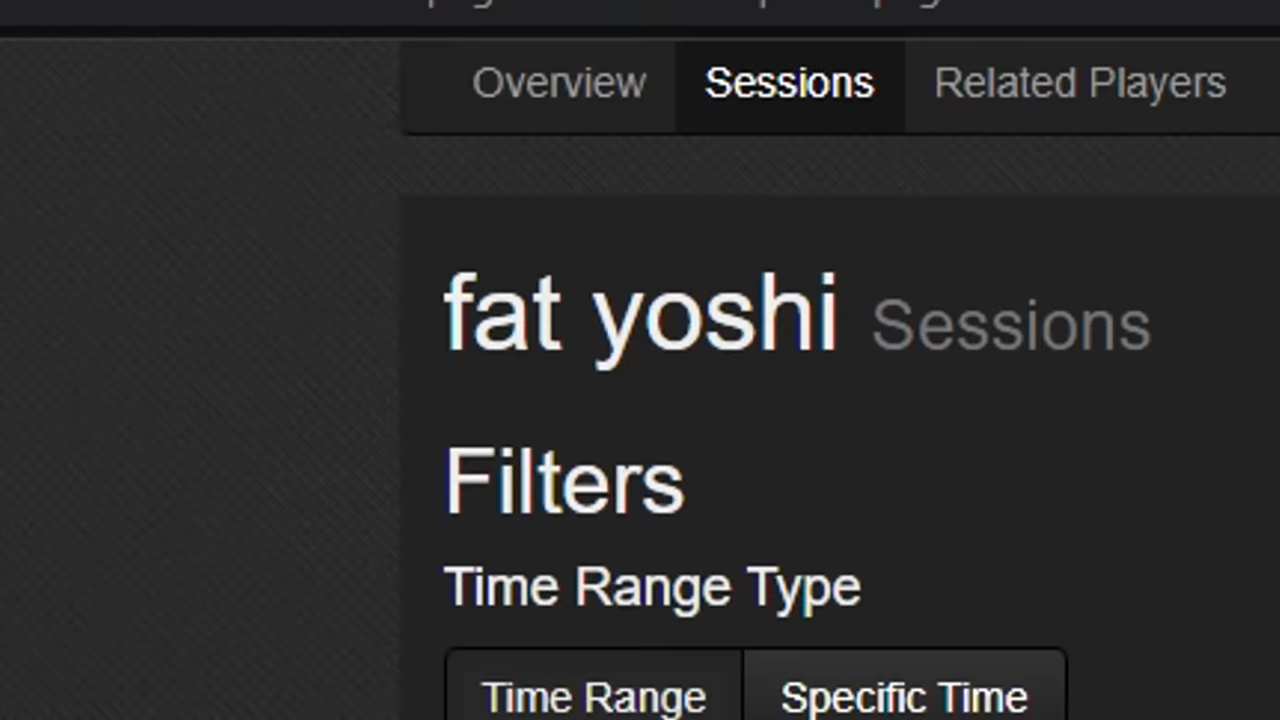 Overview Sessions Related Players
fat yoshi Sessions
Filters
Time Range Type
Time Range Specific Time